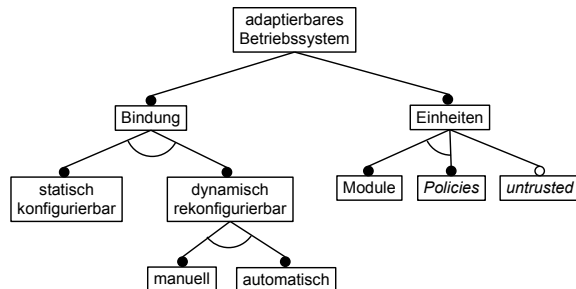 adaptierbares
Betriebssystem
Bindung
Einheiten
statisch
konfigurierbar
dynamisch
rekonfigurierbar
Module
Policies
untrusted
manuell
automatisch